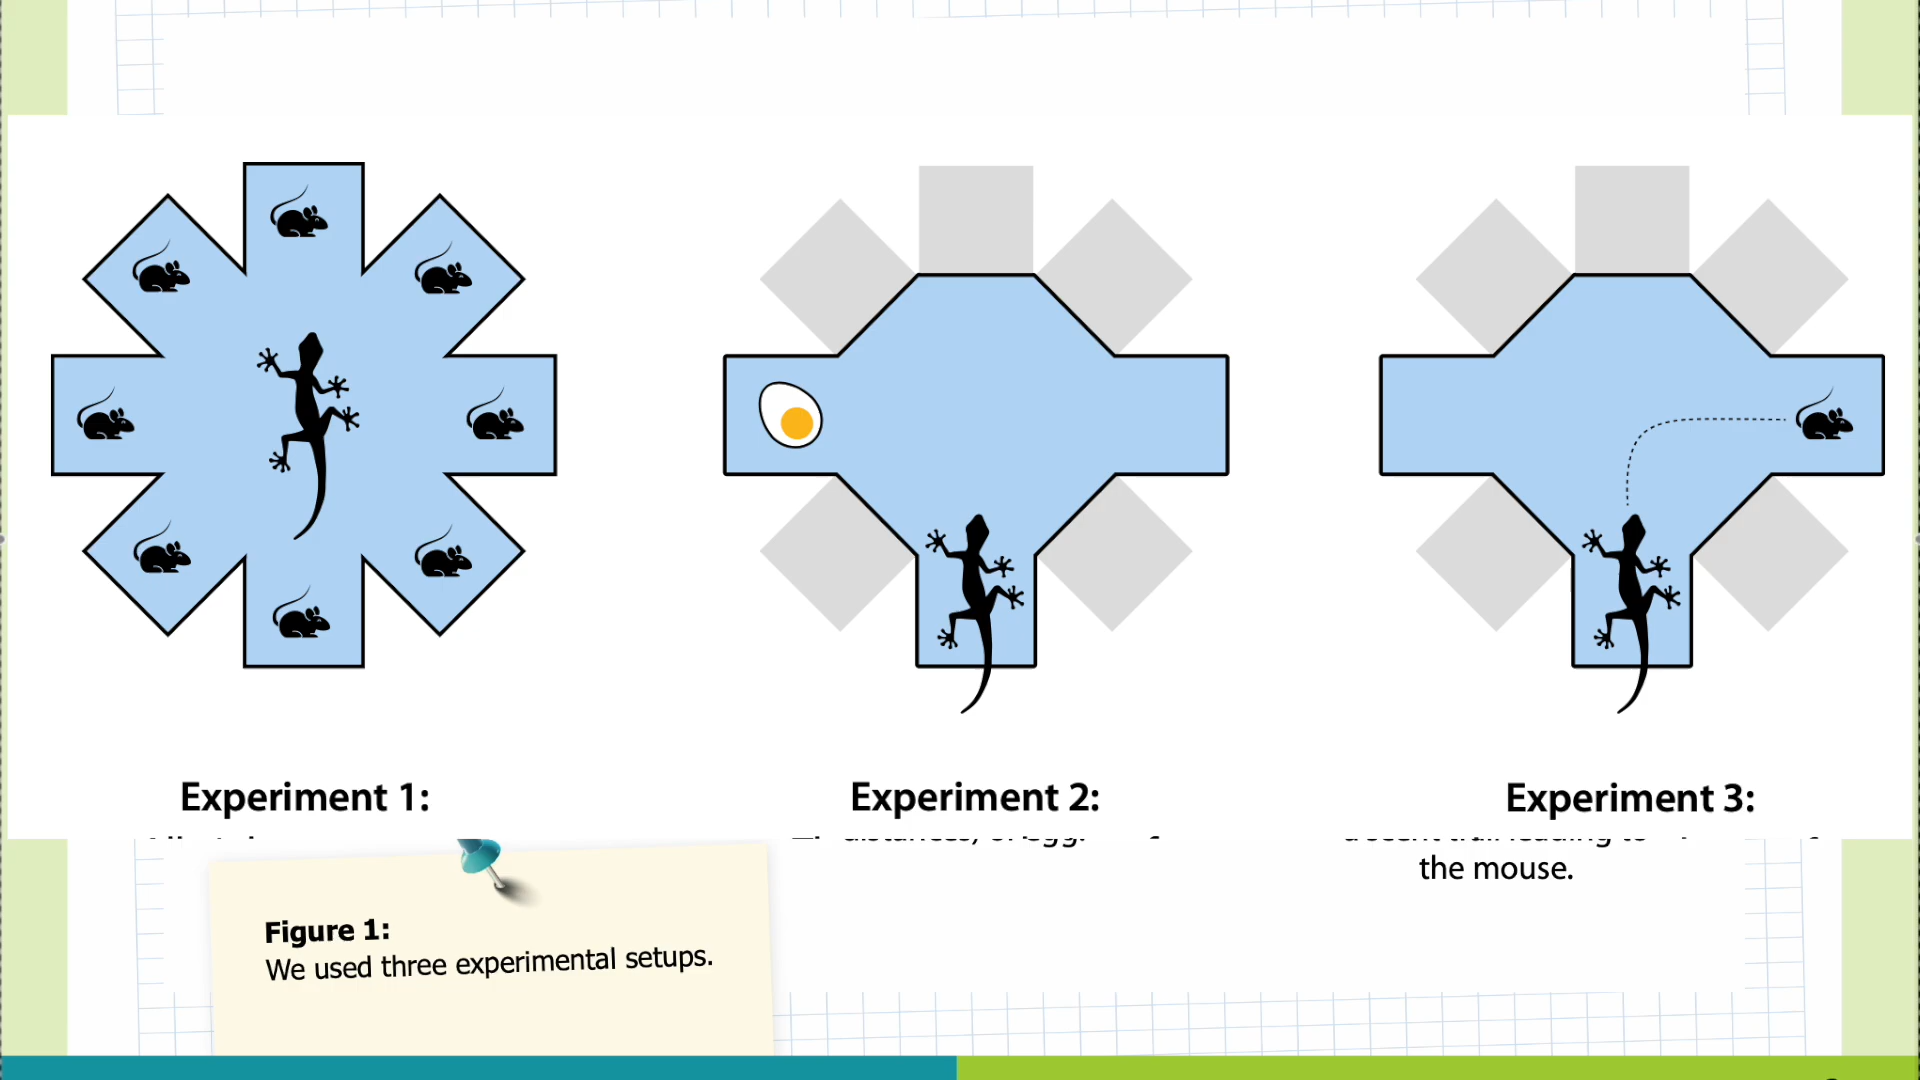 Experiment 1:
Experiment 2:
Experiment 3:
the mouse.
Figure 1:
We used three experimental setups.